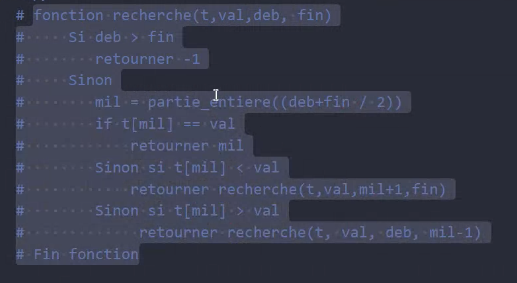 # fonction recherche(t,val,deb, fin)
#     Si deb > fin
#         retourner -1
#     Sinon
#         mil = partie_entiere((deb+fin / 2))
#         if t[mil] == val
#             retourner mil
#         Sinon si t[mil] < val
#             retourner recherche(t,val,mil+1,fin)
#         Sinon si t[mil] > val
#              retourner recherche(t, val, deb, mil-1)
# Fin fonction